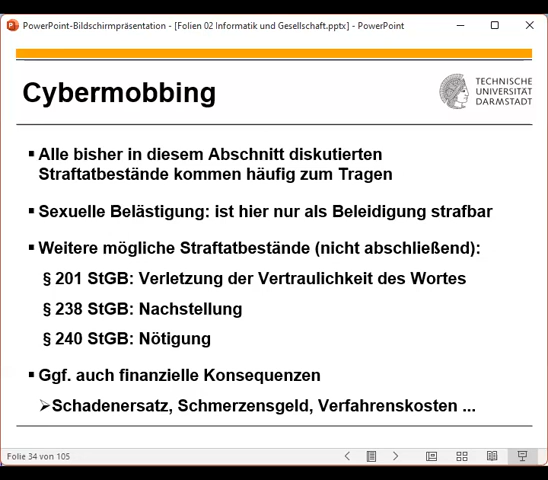 PowerPoint-Bildschirmpräsentation - [Folien 02 Informatik und Gesellschaft.pptx] - PowerPoint
Cybermobbing
TECHNISCHE
UNIVERSITÄT
DARMSTADT
▪ Alle bisher in diesem Abschnitt diskutierten
Straftatbestände kommen häufig zum Tragen
▪ Sexuelle Belästigung: ist hier nur als Beleidigung strafbar
▪ Weitere mögliche Straftatbestände (nicht abschließend):
§ 201 StGB: Verletzung der Vertraulichkeit des Wortes
§ 238 StGB: Nachstellung
§ 240 StGB: Nötigung
▪ Ggf. auch finanzielle Konsequenzen
➢Schadenersatz, Schmerzensgeld, Verfahrenskosten ...
Folie 34 von 105